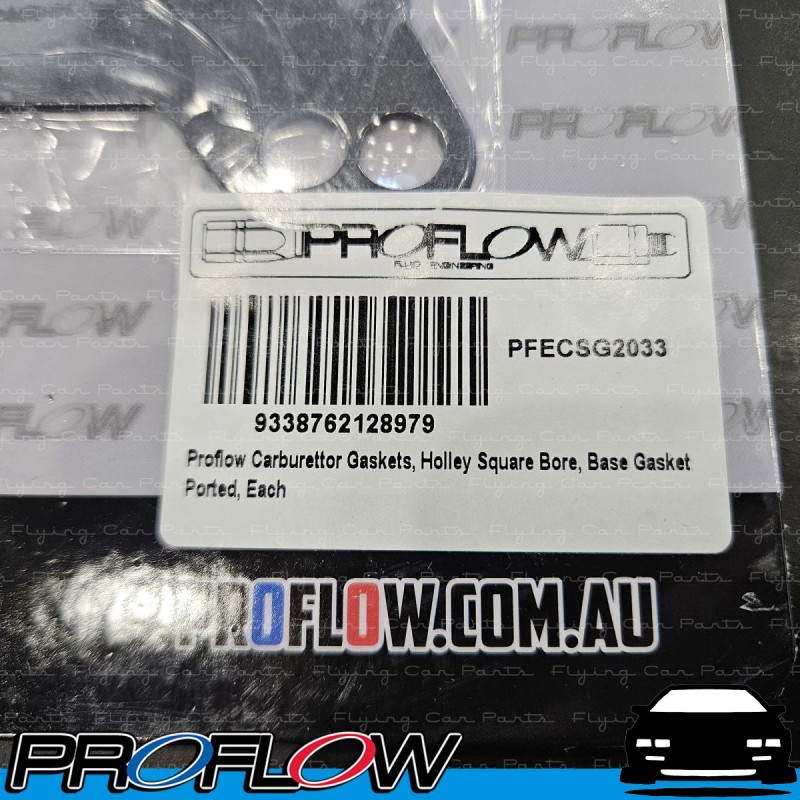 PROFLOW
PROFLOW
PROFLOW
FLUID ENGINEERING
PFECSG2033
9338762128979
Proflow Carburettor Gaskets, Holley Square Bore, Base Gasket
Ported, Each
PROFLOW
PROFLOW
PROFLOW.COM.AU
PROFLOW
Flying Car Parts